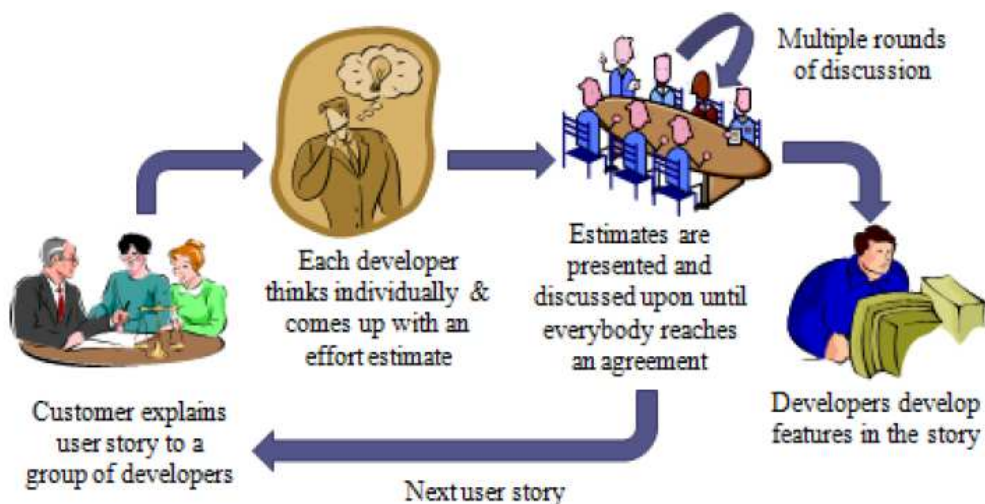 Multiple rounds
of discussion
Each developer
thinks individually &
comes up with an
effort estimate
Estimates are
presented and
discussed upon until
everybody reaches
an agreement
Customer explains
user story to a
group of developers
Developers develop
features in the story
Next user story